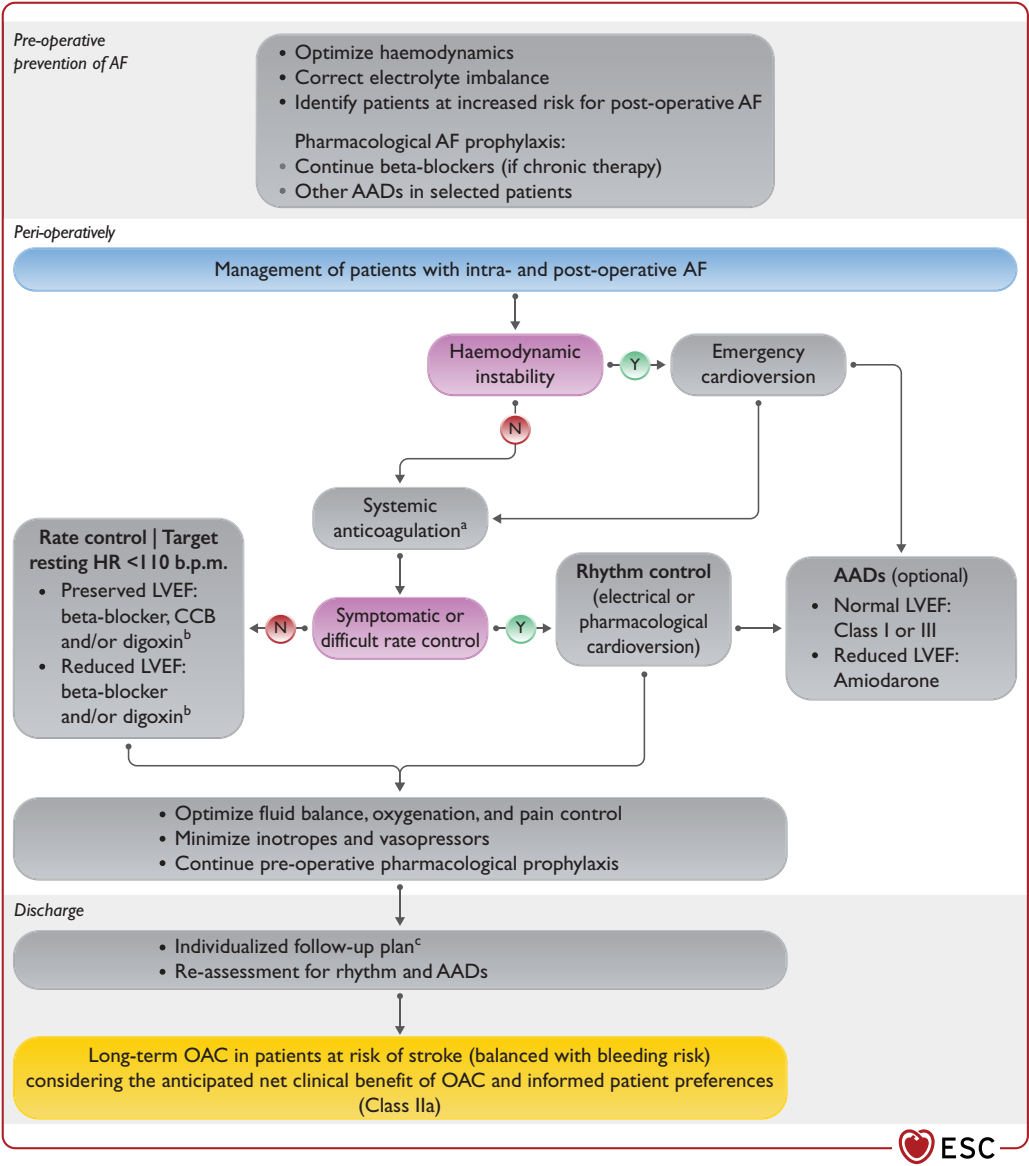 Pre-operative
prevention of AF
• Optimize haemodynamics
• Correct electrolyte imbalance
• Identify patients at increased risk for post-operative AF
Pharmacological AF prophylaxis:
• Continue beta-blockers (if chronic therapy)
• Other AADs in selected patients
Peri-operatively
Management of patients with intra- and post-operative AF
Haemodynamic
instability
Y
Emergency
cardioversion
N
Systemic
anticoagulationᵃ
Rate control | Target
resting HR <110 b.p.m.
• Preserved LVEF:
beta-blocker, CCB
and/or digoxinᵇ
• Reduced LVEF:
beta-blocker
and/or digoxinᵇ
N
Symptomatic or
difficult rate control
Y
Rhythm control
(electrical or
pharmacological
cardioversion)
AADs (optional)
• Normal LVEF:
Class I or III
• Reduced LVEF:
Amiodarone
• Optimize fluid balance, oxygenation, and pain control
• Minimize inotropes and vasopressors
• Continue pre-operative pharmacological prophylaxis
Discharge
• Individualized follow-up planᶜ
• Re-assessment for rhythm and AADs
Long-term OAC in patients at risk of stroke (balanced with bleeding risk)
considering the anticipated net clinical benefit of OAC and informed patient preferences
(Class IIa)
ESC